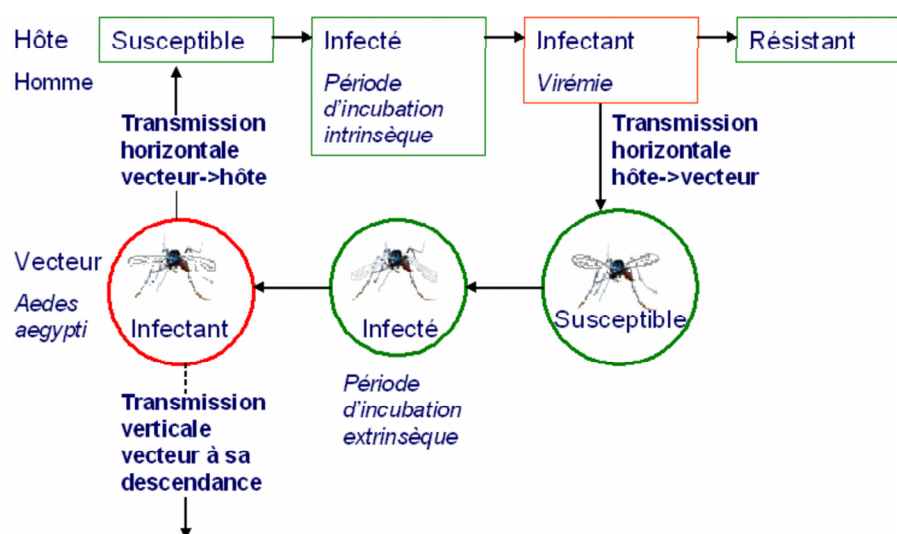 Hôte
Susceptible
Infecté
Infectant
Résistant
Homme
Période
d'incubation
intrinsèque
Virémie
Transmission
horizontale
vecteur->hôte
Transmission
horizontale
hôte->vecteur
Vecteur
Aedes
aegypti
Infectant
Infecté
Susceptible
Période
d'incubation
extrinsèque
Transmission
verticale
vecteur à sa
descendance